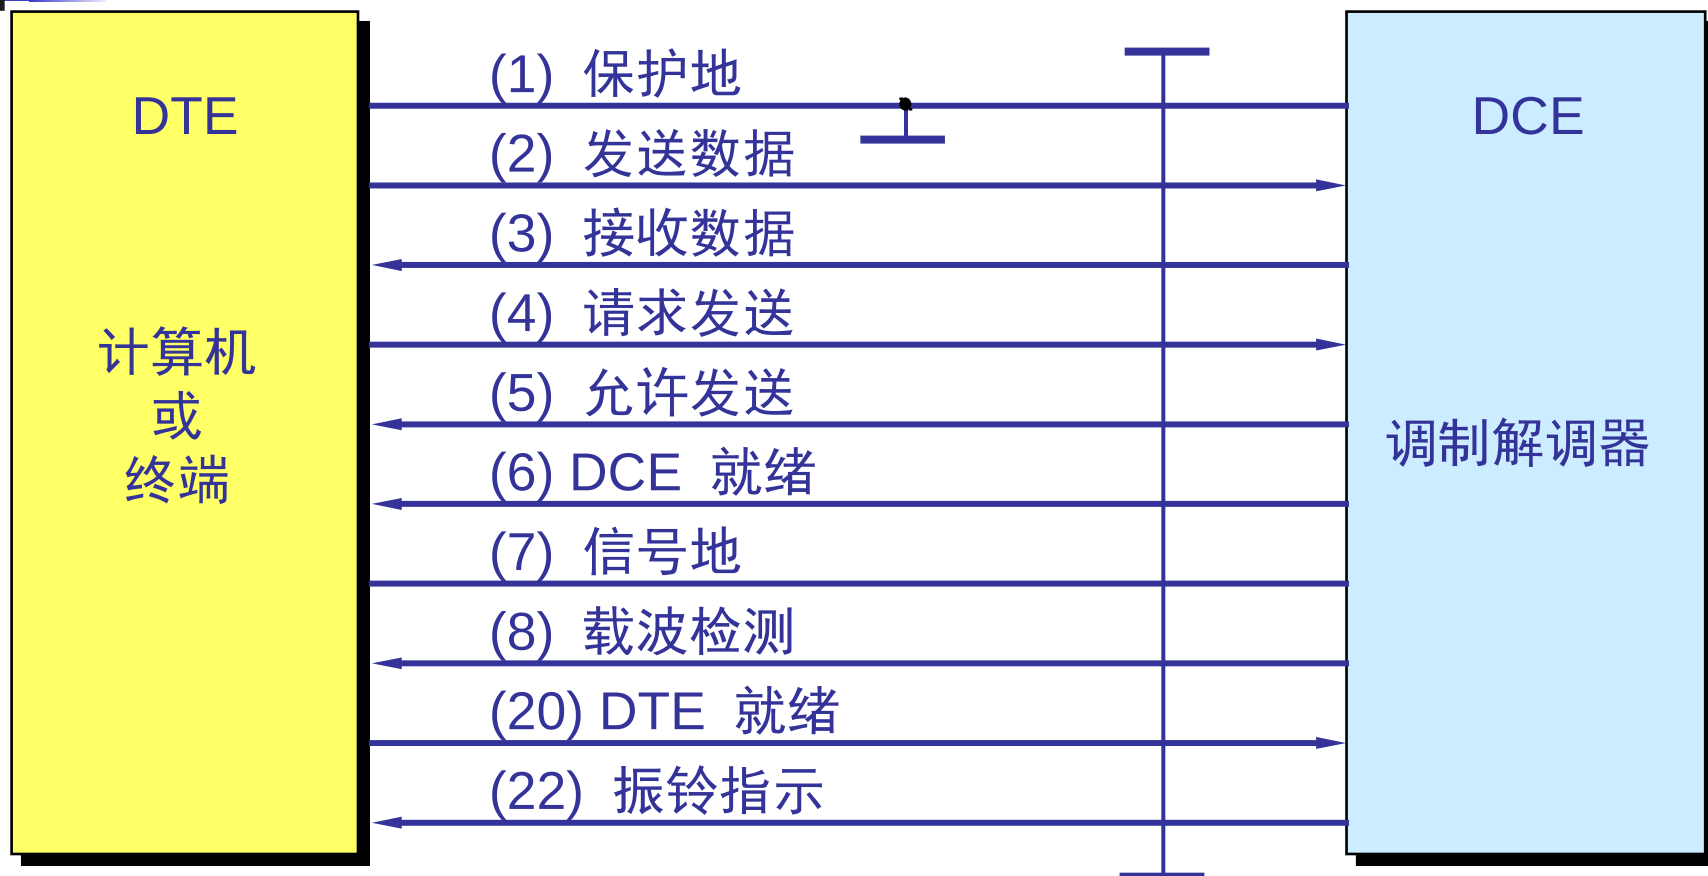 DTE
计算机
或
终端
(1) 保护地
(2) 发送数据
(3) 接收数据
(4) 请求发送
(5) 允许发送
(6) DCE 就绪
(7) 信号地
(8) 载波检测
(20) DTE 就绪
(22) 振铃指示
DCE
调制解调器